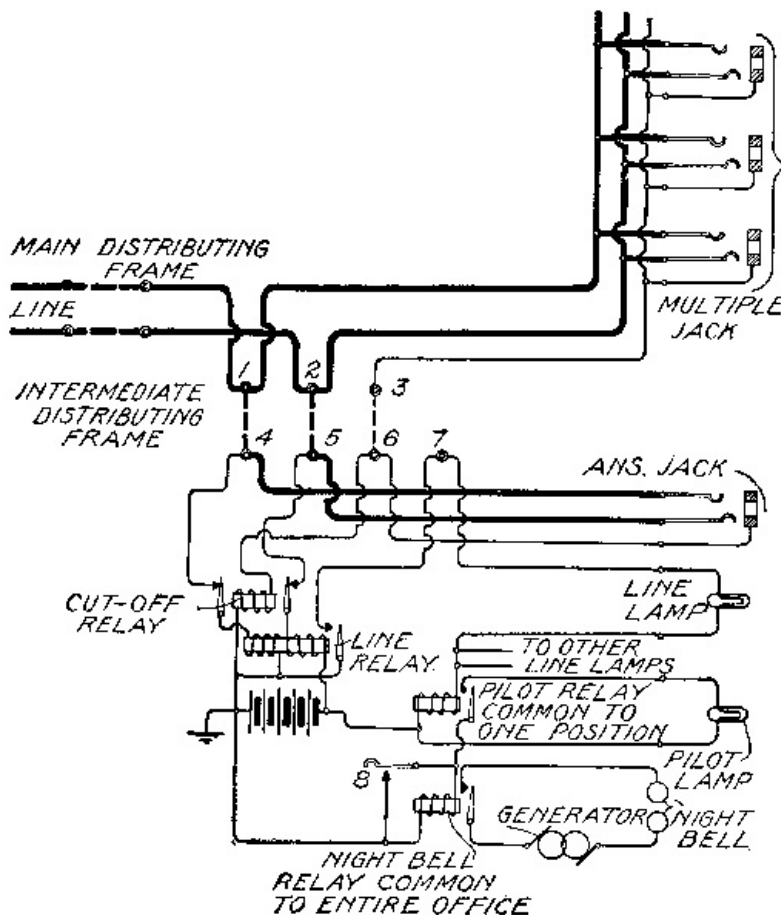 MAIN DISTRIBUTING
FRAME
LINE
MULTIPLE
JACK
1
2
3
INTERMEDIATE
DISTRIBUTING
FRAME
4
5
6
7
ANS. JACK
CUT-OFF
RELAY
LINE
RELAY.
LINE
LAMP
TO OTHER
LINE LAMPS
PILOT RELAY
COMMON TO
ONE POSITION
PILOT
LAMP
8
GENERATOR
NIGHT
BELL
NIGHT BELL
RELAY COMMON
TO ENTIRE OFFICE